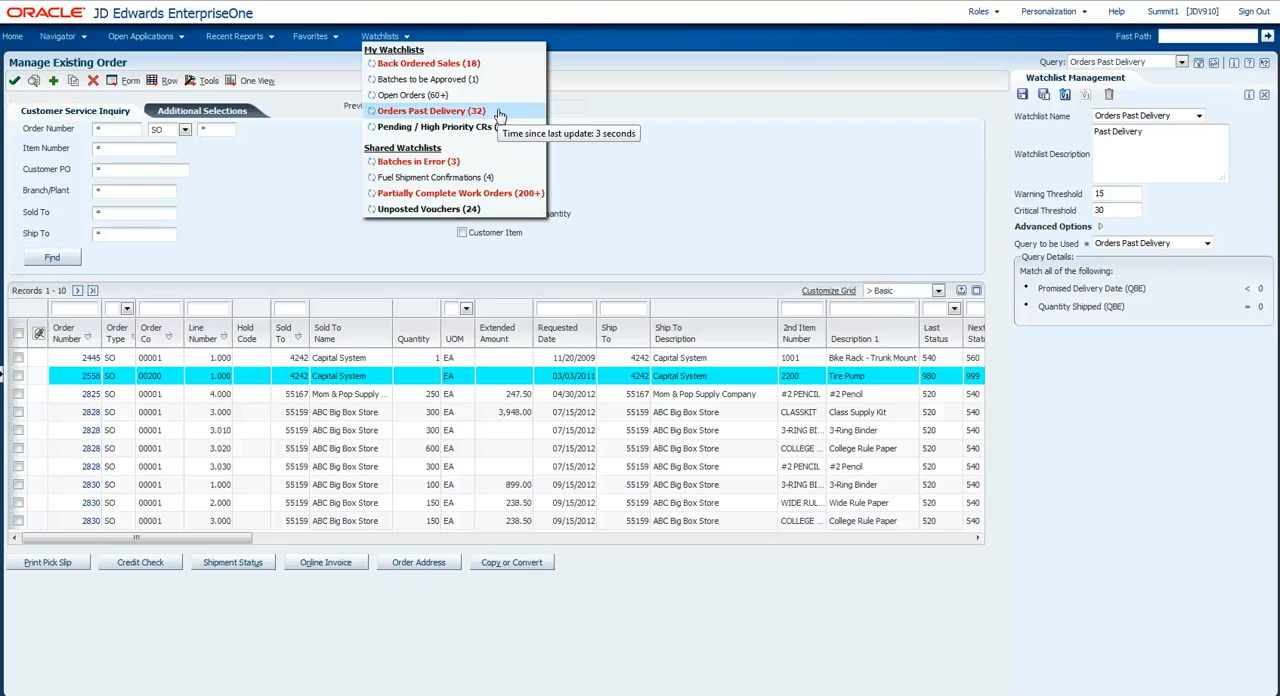 ORACLE® JD Edwards EnterpriseOne
Roles Personalization Help Summit1 [JDV910] Sign Out
Home Navigator Open Applications Recent Reports Favorites Watchlists Fast Path
Manage Existing Order
Query: Orders Past Delivery
Form Row Tools One View
Customer Service Inquiry Additional Selections
Order Number * SO *
Item Number *
Customer PO *
Branch/Plant *
Sold To *
Ship To *
Find
Customer Item
My Watchlists
Back Ordered Sales (18)
Batches to be Approved (1)
Open Orders (60+)
Orders Past Delivery (32)
Pending / High Priority CRs (
Time since last update: 3 seconds
Shared Watchlists
Batches in Error (3)
Fuel Shipment Confirmations (4)
Partially Complete Work Orders (200+)
Unposted Vouchers (24)
Watchlist Management
Watchlist Name Orders Past Delivery
Watchlist Description Past Delivery
Warning Threshold 15
Critical Threshold 30
Advanced Options
Query to be Used * Orders Past Delivery
Query Details:
Match all of the following:
Promised Delivery Date (QBE) < 0
Quantity Shipped (QBE) = 0
Records 1 - 10 Customize Grid > Basic
Order Number Order Type Order Co Line Number Hold Code Sold To Sold To Name Quantity UOM Extended Amount Requested Date Ship To Ship To Description 2nd Item Number Description 1 Last Status Next
2445 SO 00001 1.000 4242 Capital System 1 EA 11/20/2009 4242 Capital System 1001 Bike Rack - Trunk Mount 540 560
2558 SO 00200 1.000 4242 Capital System EA 03/03/2011 4242 Capital System 2200 Tire Pump 980 999
2825 SO 00001 4.000 55167 Mom & Pop Supply ... 250 EA 247.50 04/30/2012 55167 Mom & Pop Supply Company #2 PENCIL #2 Pencil 520 540
2828 SO 00001 3.000 55159 ABC Big Box Store 300 EA 3,948.00 07/15/2012 55159 ABC Big Box Store CLASSKIT Class Supply Kit 520 540
2828 SO 00001 3.010 55159 ABC Big Box Store 300 EA 07/15/2012 55159 ABC Big Box Store 3-RING BI... 3-Ring Binder 520 540
2828 SO 00001 3.020 55159 ABC Big Box Store 600 EA 07/15/2012 55159 ABC Big Box Store COLLEGE ... College Rule Paper 520 540
2828 SO 00001 3.030 55159 ABC Big Box Store 300 EA 07/15/2012 55159 ABC Big Box Store #2 PENCIL #2 Pencil 520 540
2830 SO 00001 1.000 55159 ABC Big Box Store 100 EA 899.00 09/15/2012 55159 ABC Big Box Store 3-RING BI... 3-Ring Binder 520 540
2830 SO 00001 2.000 55159 ABC Big Box Store 150 EA 238.50 09/15/2012 55159 ABC Big Box Store WIDE RUL... Wide Rule Paper 520 540
2830 SO 00001 3.000 55159 ABC Big Box Store 150 EA 238.50 09/15/2012 55159 ABC Big Box Store COLLEGE ... College Rule Paper 520 540
Print Pick Slip Credit Check Shipment Status Online Invoice Order Address Copy or Convert